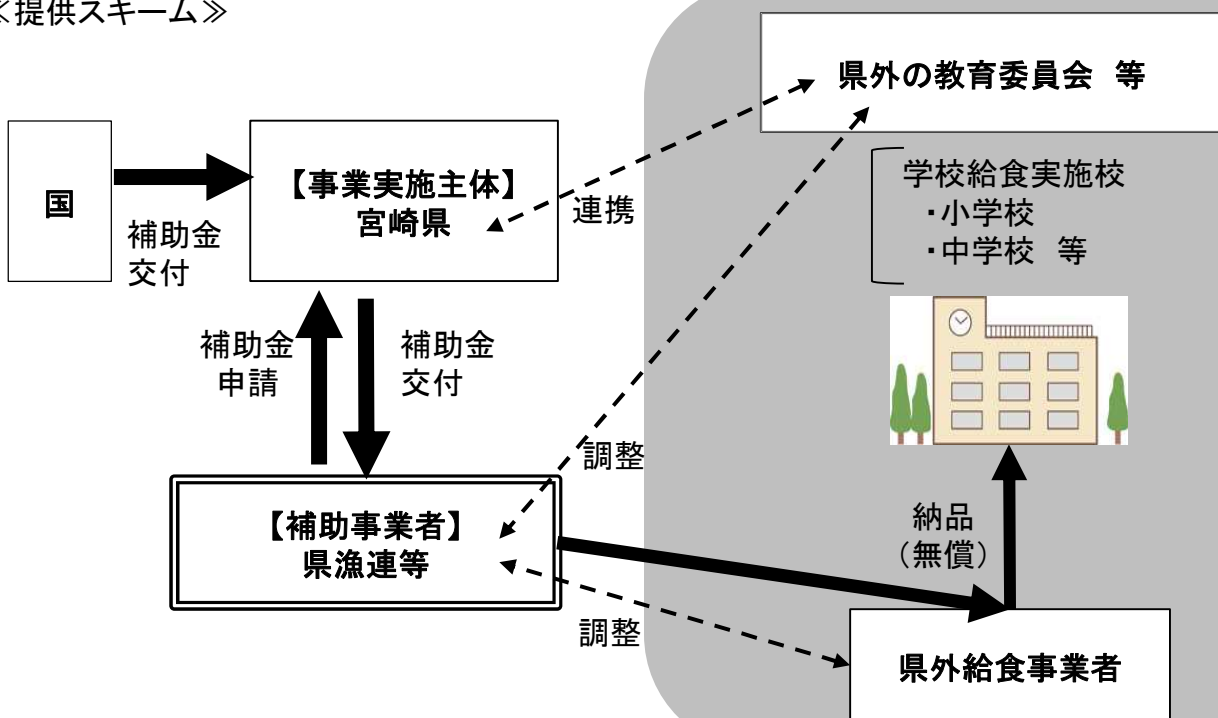 ≪提供スキーム≫
県外の教育委員会 等
国
補助金
交付
【事業実施主体】
宮崎県
連携
学校給食実施校
・小学校
・中学校 等
補助金
申請
補助金
交付
調整
【補助事業者】
県漁連等
納品
（無償）
調整
県外給食事業者